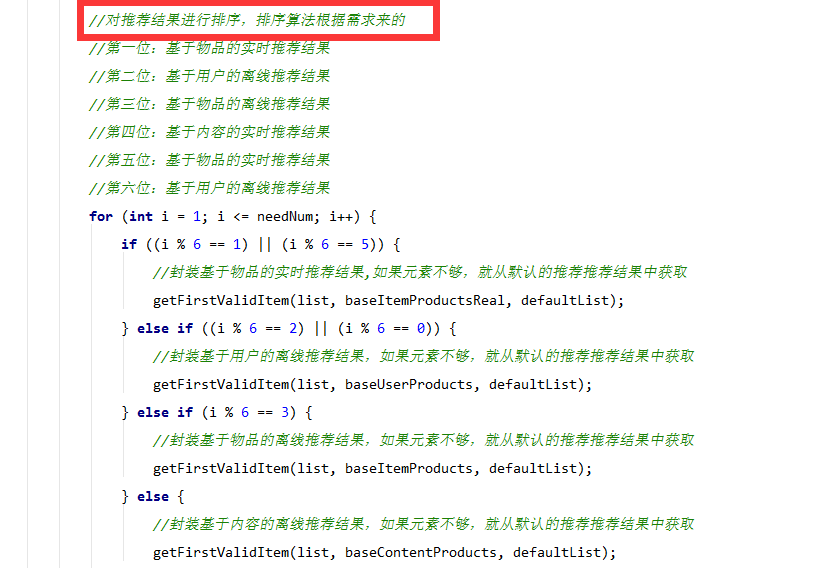 //对推荐结果进行排序，排序算法根据需求来的
//第一位：基于物品的实时推荐结果
//第二位：基于用户的离线推荐结果
//第三位：基于物品的离线推荐结果
//第四位：基于内容的实时推荐结果
//第五位：基于物品的实时推荐结果
//第六位：基于用户的离线推荐结果
for (int i = 1; i <= needNum; i++) {
if ((i % 6 == 1) || (i % 6 == 5)) {
//封装基于物品的实时推荐结果,如果元素不够，就从默认的推荐推荐结果中获取
getFirstValidItem(list, baseItemProductsReal, defaultList);
} else if ((i % 6 == 2) || (i % 6 == 0)) {
//封装基于用户的离线推荐结果，如果元素不够，就从默认的推荐推荐结果中获取
getFirstValidItem(list, baseUserProducts, defaultList);
} else if (i % 6 == 3) {
//封装基于物品的离线推荐结果，如果元素不够，就从默认的推荐推荐结果中获取
getFirstValidItem(list, baseItemProducts, defaultList);
} else {
//封装基于内容的离线推荐结果，如果元素不够，就从默认的推荐推荐结果中获取
getFirstValidItem(list, baseContentProducts, defaultList);